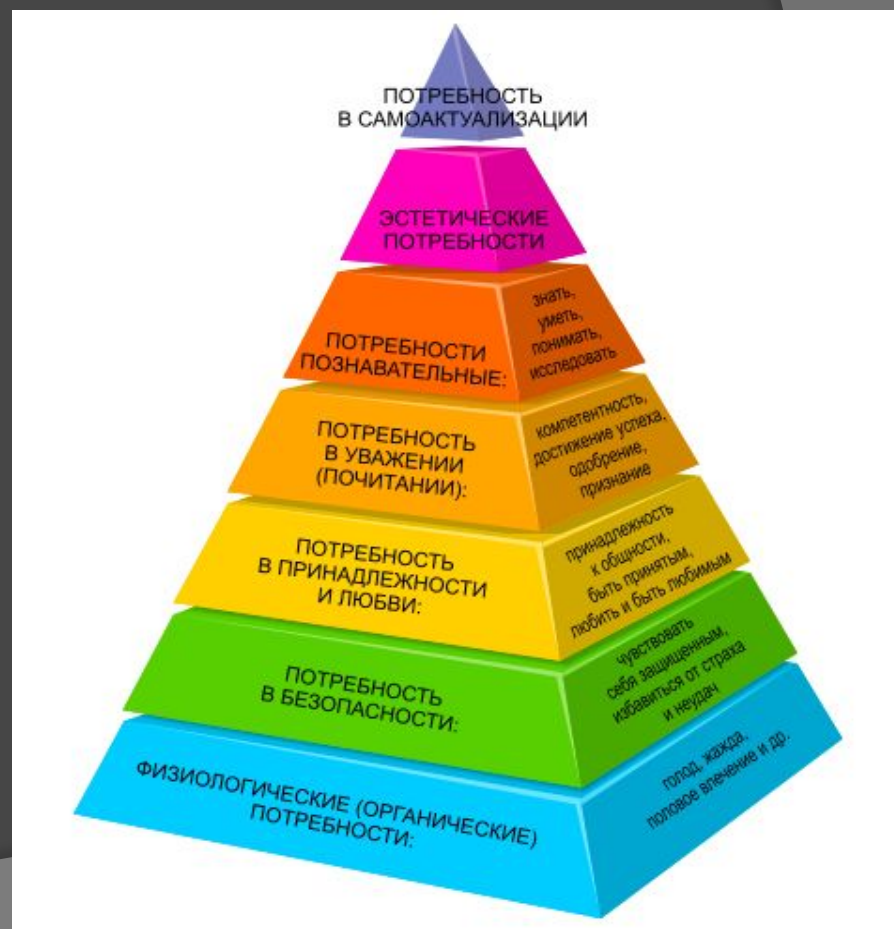 ПОТРЕБНОСТЬ
В САМОАКТУАЛИЗАЦИИ
ЭСТЕТИЧЕСКИЕ
ПОТРЕБНОСТИ
ПОТРЕБНОСТИ
ПОЗНАВАТЕЛЬНЫЕ:
знать,
уметь,
понимать,
исследовать
ПОТРЕБНОСТЬ
В УВАЖЕНИИ
(ПОЧИТАНИИ):
компетентность,
достижение успеха,
одобрение,
признание
ПОТРЕБНОСТЬ
В ПРИНАДЛЕЖНОСТИ
И ЛЮБВИ:
принадлежность
к общности,
быть принятым,
любить и быть любимым
ПОТРЕБНОСТЬ
В БЕЗОПАСНОСТИ:
чувствовать
себя защищенным,
избавиться от страха
и неудач
ФИЗИОЛОГИЧЕСКИЕ (ОРГАНИЧЕСКИЕ)
ПОТРЕБНОСТИ:
голод, жажда,
половое влечение и др.